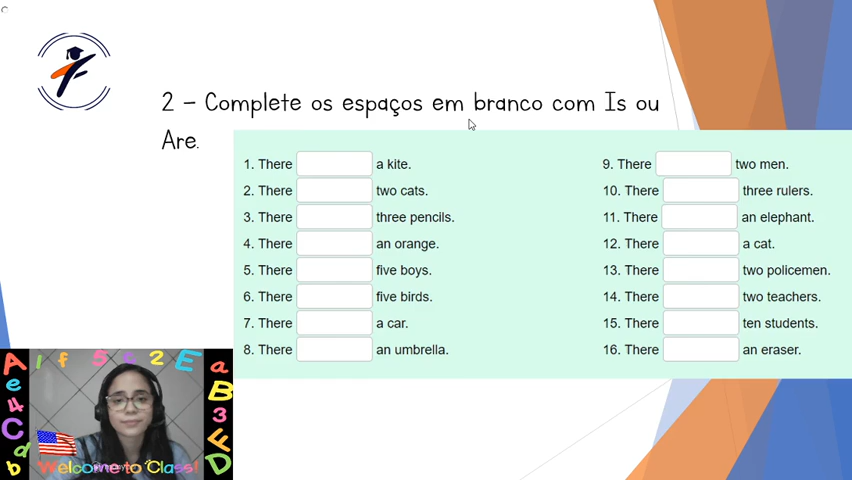 2 - Complete os espaços em branco com Is ou
Are.
1. There a kite.
2. There two cats.
3. There three pencils.
4. There an orange.
5. There five boys.
6. There five birds.
7. There a car.
8. There an umbrella.
9. There two men.
10. There three rulers.
11. There an elephant.
12. There a cat.
13. There two policemen.
14. There two teachers.
15. There ten students.
16. There an eraser.
Welcome to Class!